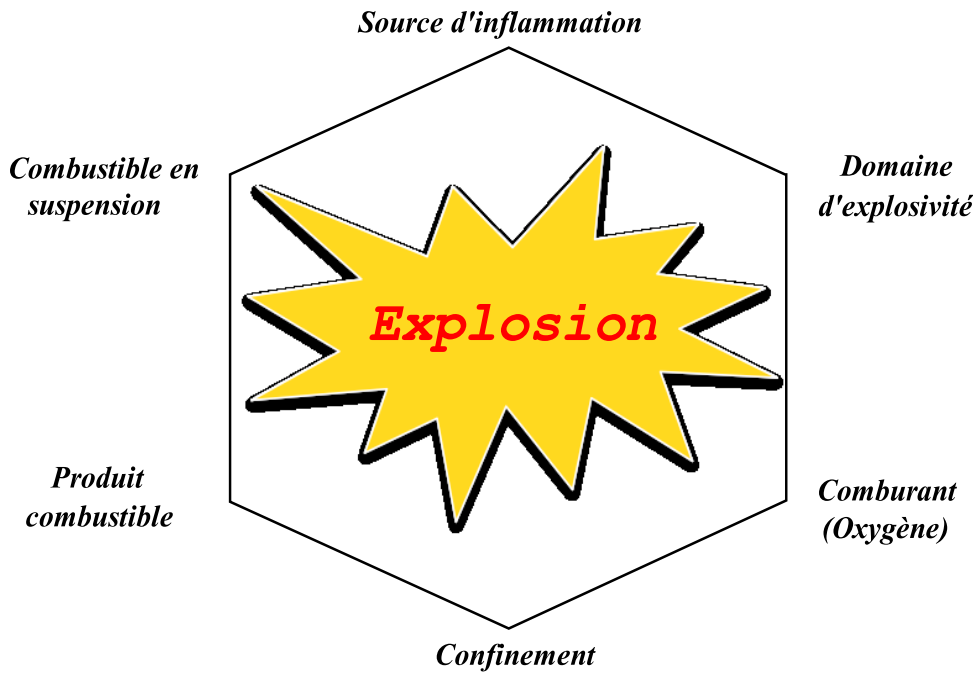 Source d'inflammation
Combustible en
suspension
Domaine
d'explosivité
Explosion
Produit
combustible
Comburant
(Oxygène)
Confinement